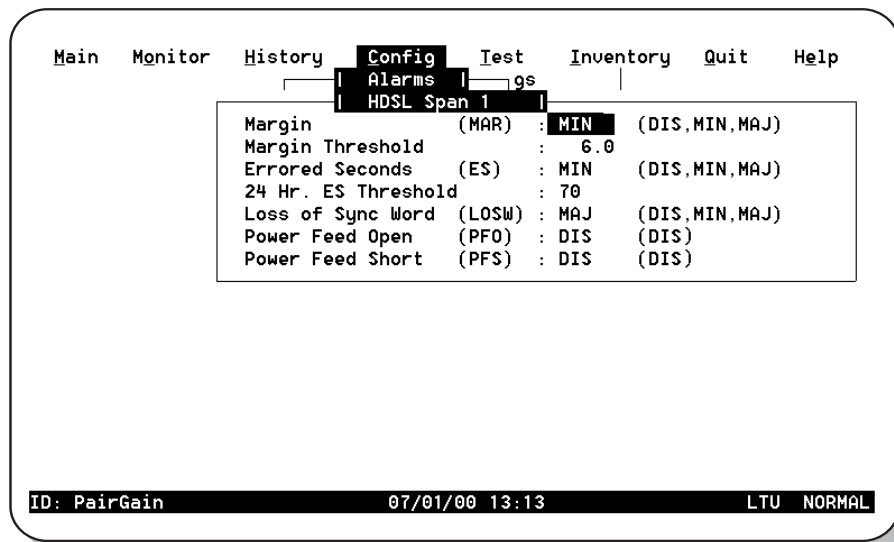 Main Monitor History Config Test Inventory Quit Help
Alarms gs
HDSL Span 1
Margin (MAR) : MIN (DIS,MIN,MAJ)
Margin Threshold : 6.0
Errored Seconds (ES) : MIN (DIS,MIN,MAJ)
24 Hr. ES Threshold : 70
Loss of Sync Word (LOSW) : MAJ (DIS,MIN,MAJ)
Power Feed Open (PFO) : DIS (DIS)
Power Feed Short (PFS) : DIS (DIS)
ID: PairGain 07/01/00 13:13 LTU NORMAL